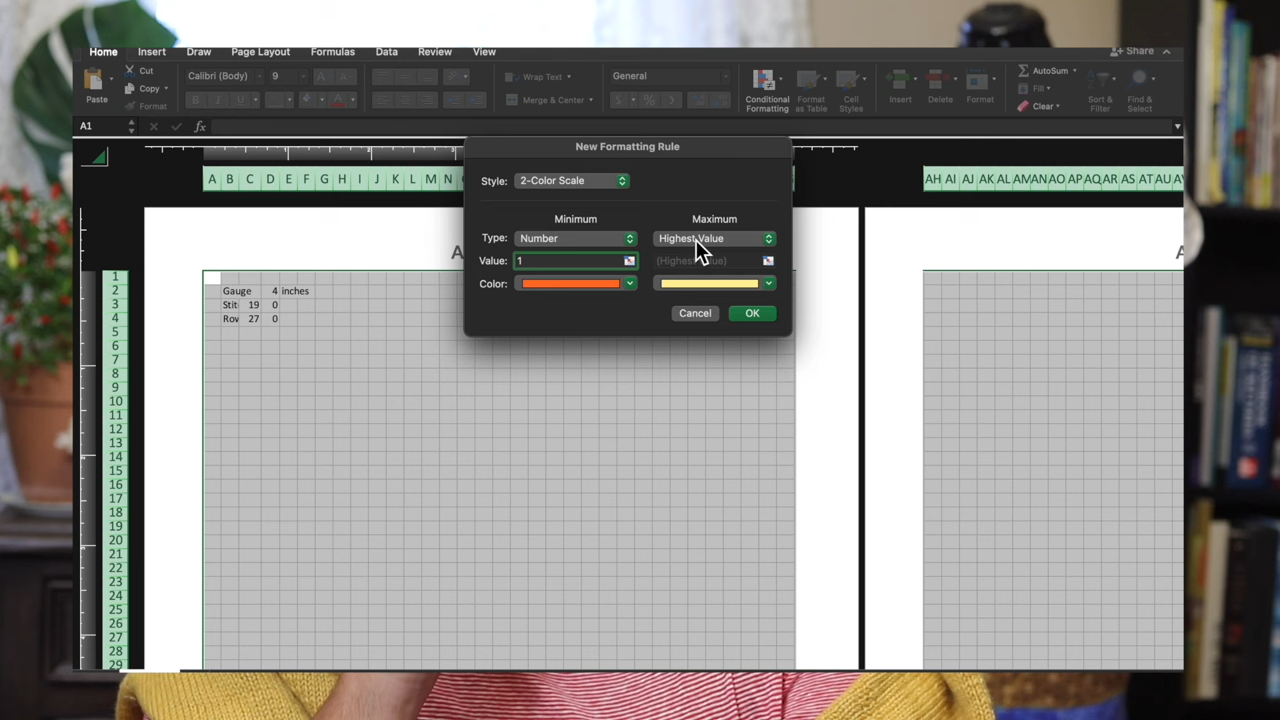 Home Insert Draw Page Layout Formulas Data Review View Share
Cut Calibri (Body) 9 A A Wrap Text General AutoSum
Copy Fill
Paste Format B I U A Merge & Center $ % Conditional Formatting Format as Table Cell Styles Insert Delete Format Clear Sort & Filter Find & Select
A1 fx
New Formatting Rule
Style: 2-Color Scale
Minimum Maximum
Type: Number Highest Value
Value: 1
Color:
Cancel OK
A B C D E F G H I J K L M N AH AI AJ AK AL AM AN AO AP AQ AR AS AT AU AV
A A
1
2 Gauge 4 inches
3 Stit 19 0
4 Rov 27 0
5
6
7
8
9
10
11
12
13
14
15
16
17
18
19
20
21
22
23
24
25
26
27
28
29